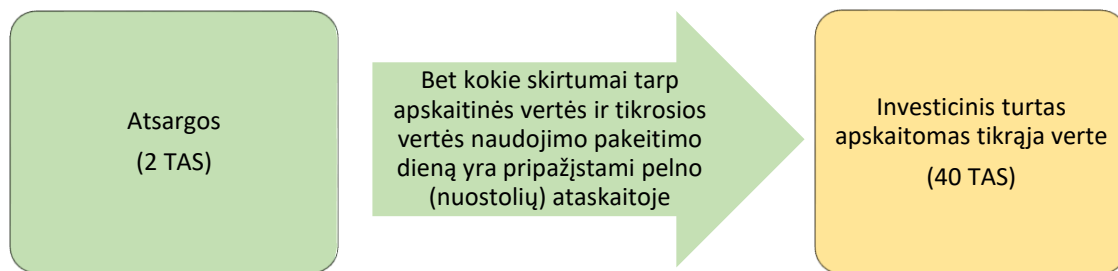 Atsargos
(2 TAS)
Bet kokie skirtumai tarp
apskaitinės vertės ir tikrosios
vertės naudojimo pakeitimo
dieną yra pripažįstami pelno
(nuostolių) ataskaitoje
Investicinis turtas
apskaitomas tikrąja verte
(40 TAS)